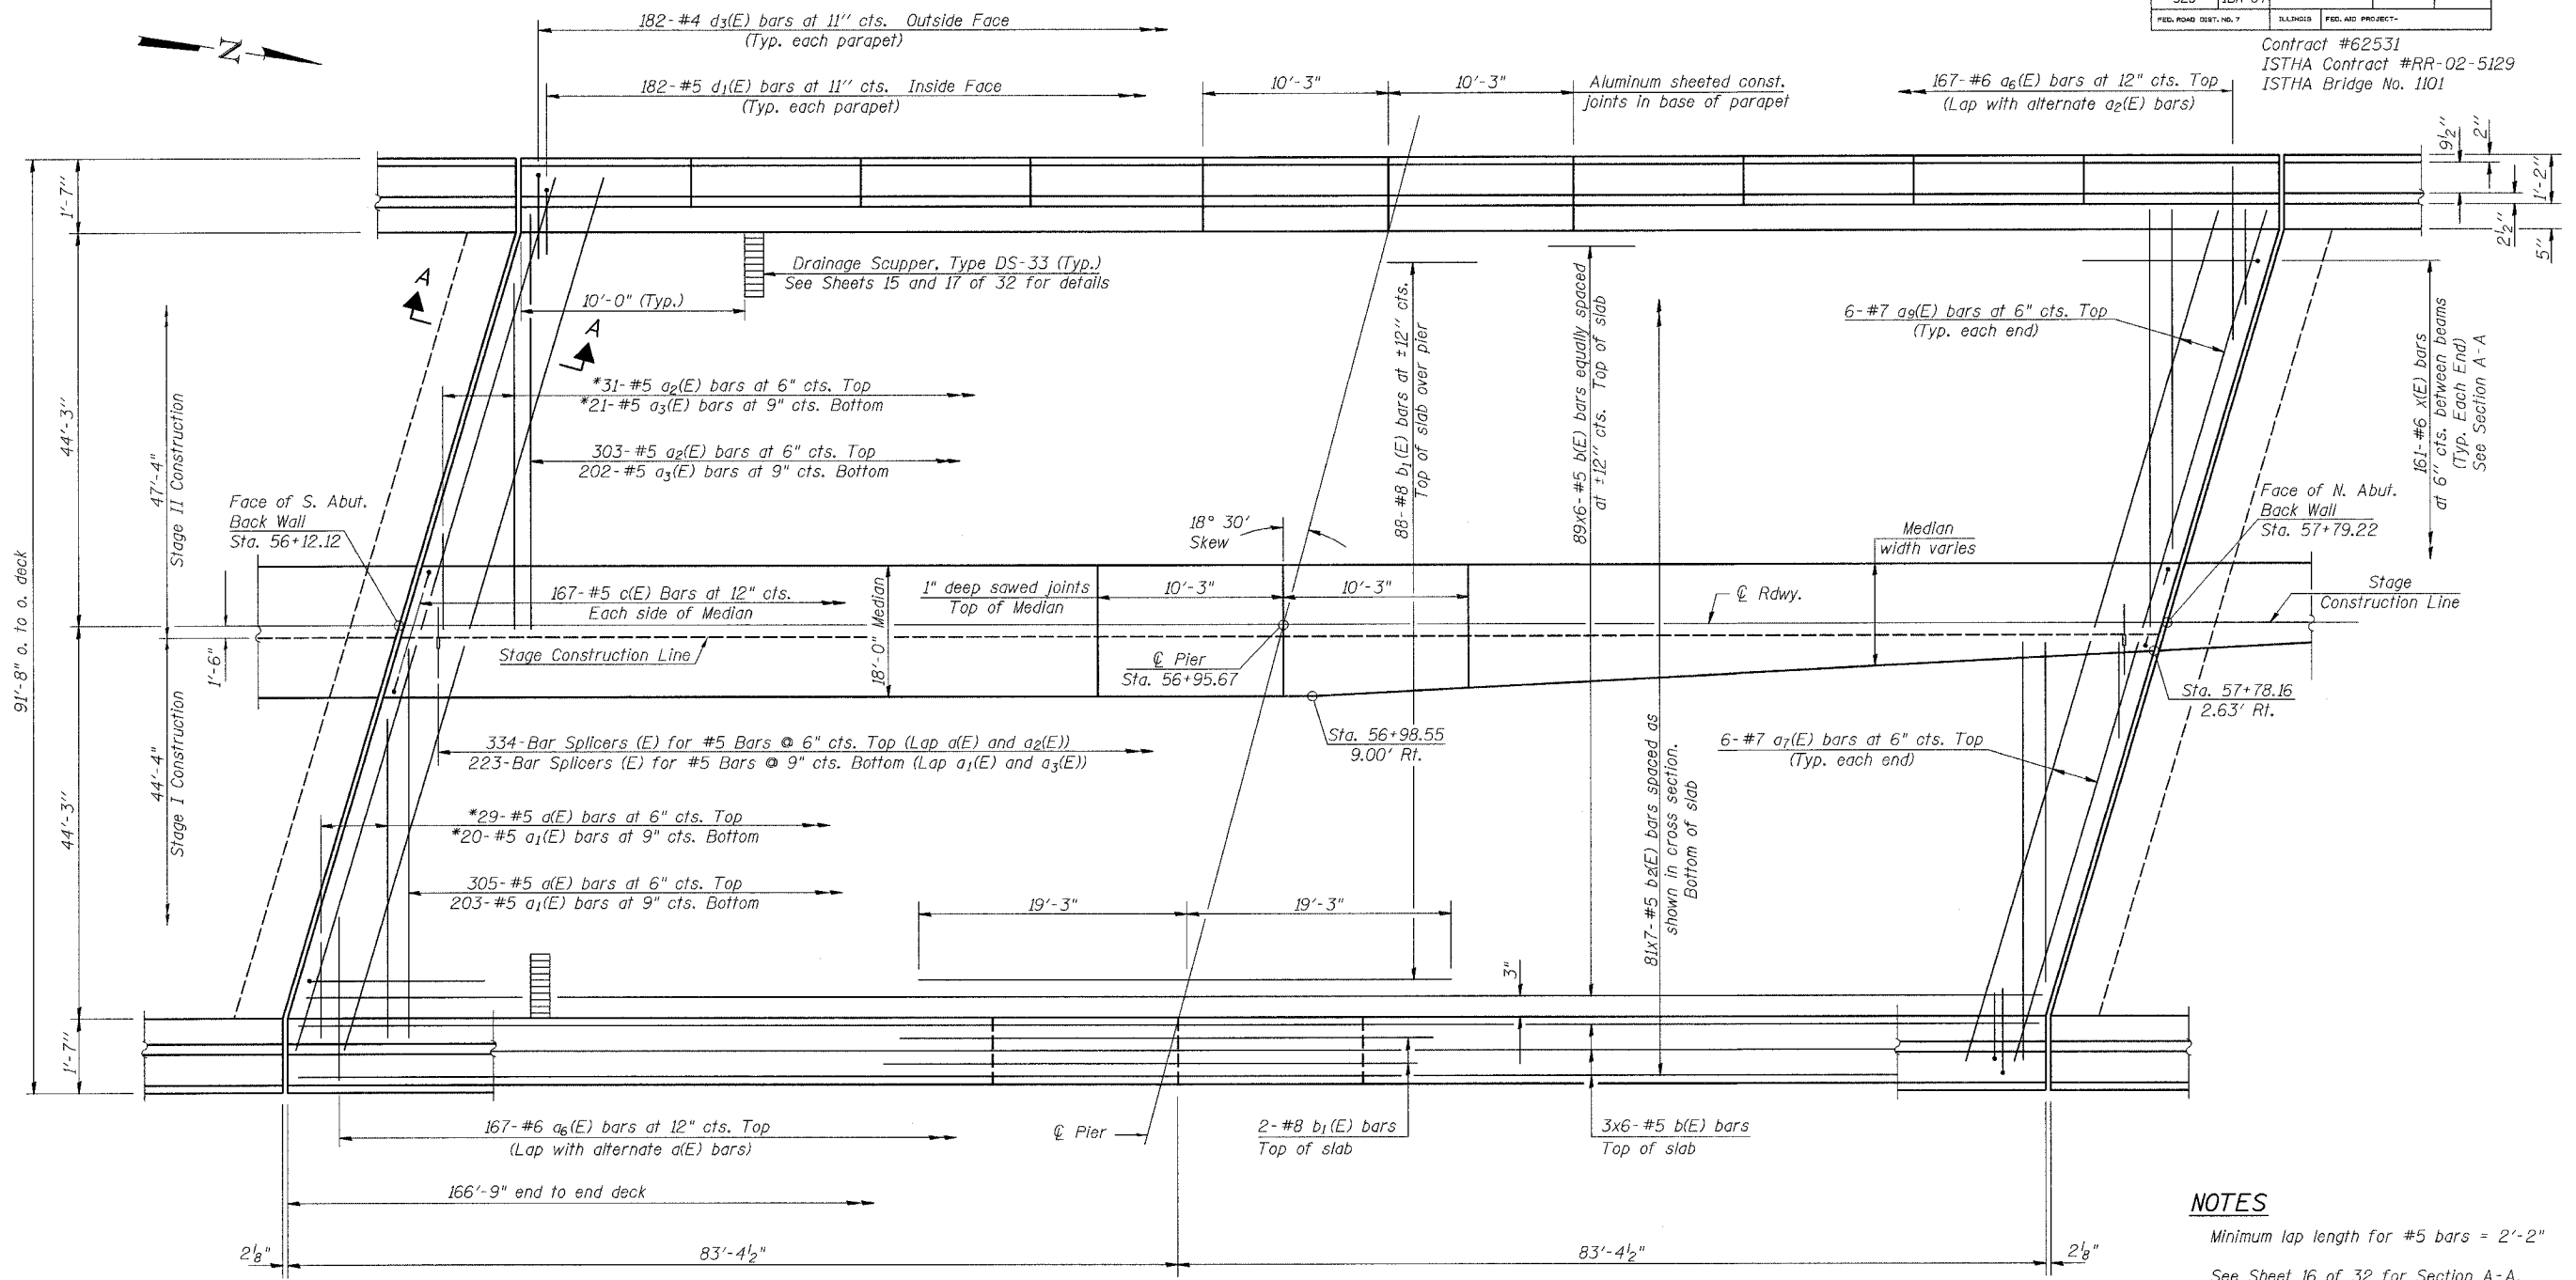 FED. ROAD DIST. NO. 7 ILLINOIS FED. AID PROJECT-
Contract #62531
ISTHA Contract #RR-02-5129
ISTHA Bridge No. 1101
N
182-#4 d3(E) bars at 11" cts. Outside Face
(Typ. each parapet)
182-#5 d1(E) bars at 11" cts. Inside Face
(Typ. each parapet)
10'-3"
10'-3"
Aluminum sheeted const.
joints in base of parapet
167-#6 a6(E) bars at 12" cts. Top
(Lap with alternate a2(E) bars)
9½"
2"
1'-2"
2½"
5"
1'-7"
44'-3"
91'-8" o. to o. deck
44'-3"
1'-7"
47'-4"
Stage II Construction
1'-6"
44'-4"
Stage I Construction
A
A
Drainage Scupper, Type DS-33 (Typ.)
See Sheets 15 and 17 of 32 for details
10'-0" (Typ.)
*31-#5 a2(E) bars at 6" cts. Top
*21-#5 a3(E) bars at 9" cts. Bottom
303-#5 a2(E) bars at 6" cts. Top
202-#5 a3(E) bars at 9" cts. Bottom
Face of S. Abut.
Back Wall
Sta. 56+12.12
88-#8 b1(E) bars at ±12" cts.
Top of slab over pier
89x6-#5 b(E) bars equally spaced
at ±12" cts. Top of slab
6-#7 a9(E) bars at 6" cts. Top
(Typ. each end)
161-#6 x(E) bars
at 6" cts. between beams
(Typ. Each End)
See Section A-A
18° 30'
Skew
Median
width varies
Face of N. Abut.
Back Wall
Sta. 57+79.22
Stage
Construction Line
167-#5 c(E) Bars at 12" cts.
Each side of Median
18'-0" Median
1" deep sawed joints
Top of Median
10'-3"
10'-3"
℄ Rdwy.
Stage Construction Line
℄ Pier
Sta. 56+95.67
Sta. 57+78.16
2.63' Rt.
Sta. 56+98.55
9.00' Rt.
334-Bar Splicers (E) for #5 Bars @ 6" cts. Top (Lap a(E) and a2(E))
223-Bar Splicers (E) for #5 Bars @ 9" cts. Bottom (Lap a1(E) and a3(E))
81x7-#5 b2(E) bars spaced as
shown in cross section.
Bottom of slab
6-#7 a7(E) bars at 6" cts. Top
(Typ. each end)
*29-#5 a(E) bars at 6" cts. Top
*20-#5 a1(E) bars at 9" cts. Bottom
305-#5 a(E) bars at 6" cts. Top
203-#5 a1(E) bars at 9" cts. Bottom
19'-3"
19'-3"
3"
167-#6 a6(E) bars at 12" cts. Top
(Lap with alternate a(E) bars)
℄ Pier
2-#8 b1(E) bars
Top of slab
3x6-#5 b(E) bars
Top of slab
166'-9" end to end deck
2⅛"
83'-4½"
83'-4½"
2⅛"
NOTES
Minimum lap length for #5 bars = 2'-2"
See Sheet 16 of 32 for Section A-A.